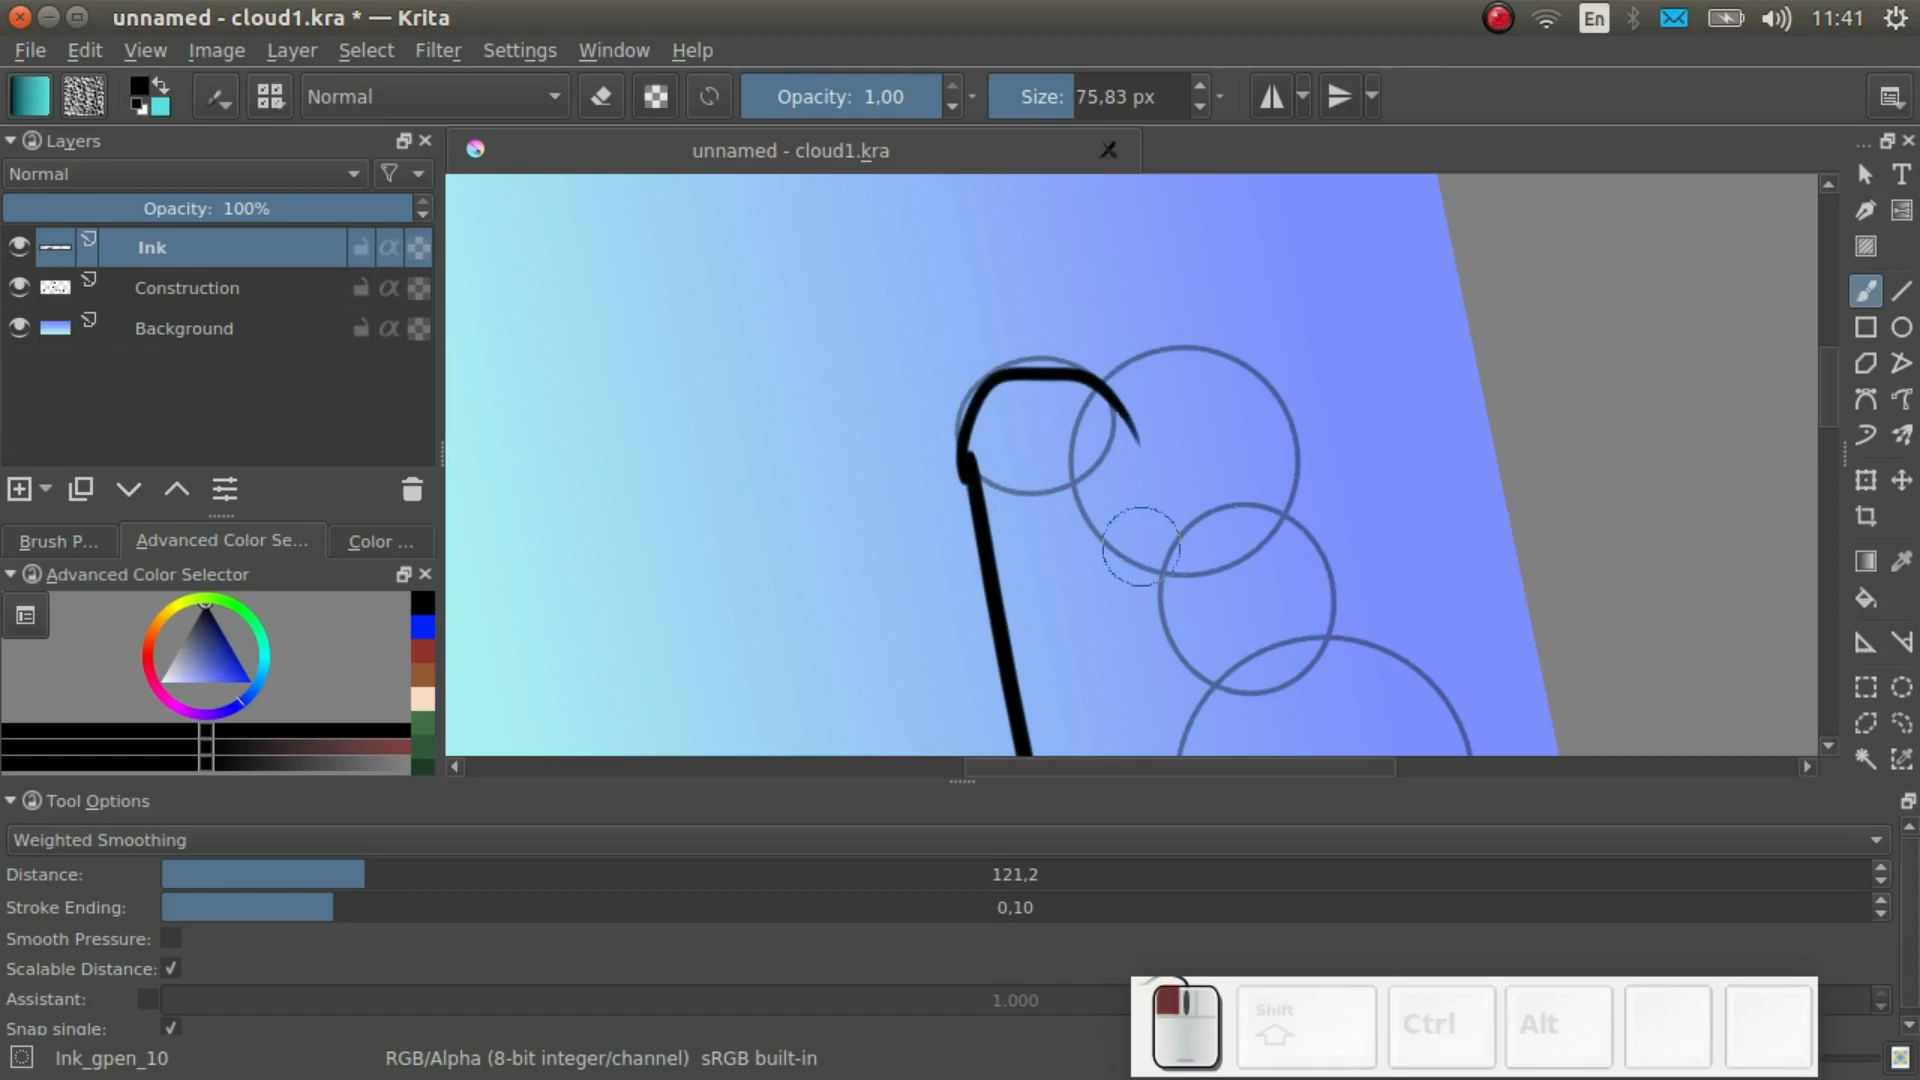 unnamed - cloud1.kra * — Krita
En
11:41
File Edit View Image Layer Select Filter Settings Window Help
Normal
Opacity: 1,00
Size: 75,83 px
Layers
unnamed - cloud1.kra
Normal
Opacity: 100%
Ink
Construction
Background
Brush P...
Advanced Color Se...
Color ...
Advanced Color Selector
Tool Options
Weighted Smoothing
Distance: 121,2
Stroke Ending: 0,10
Smooth Pressure:
Scalable Distance:
Assistant: 1.000
Snap single:
Shift
Ctrl
Alt
Ink_gpen_10
RGB/Alpha (8-bit integer/channel) sRGB built-in